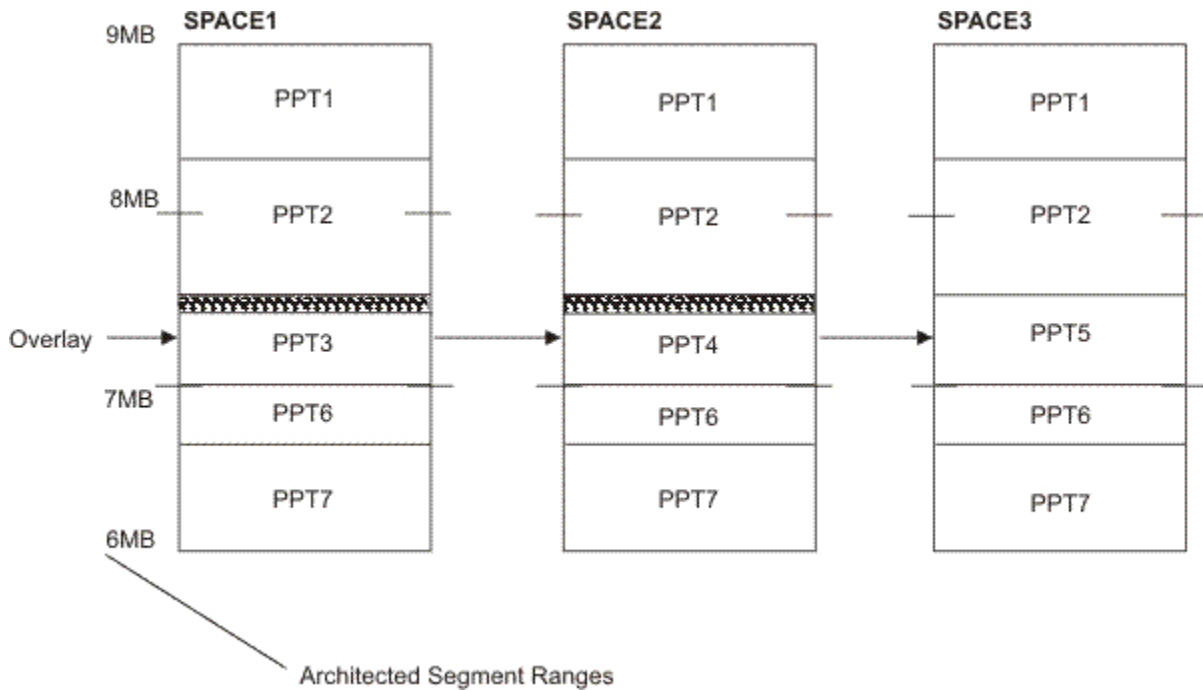 SPACE1 SPACE2 SPACE3
9MB
PPT1 PPT1 PPT1
8MB PPT2 PPT2 PPT2
Overlay PPT3 PPT4 PPT5
7MB
PPT6 PPT6 PPT6
PPT7 PPT7 PPT7
6MB
Architected Segment Ranges